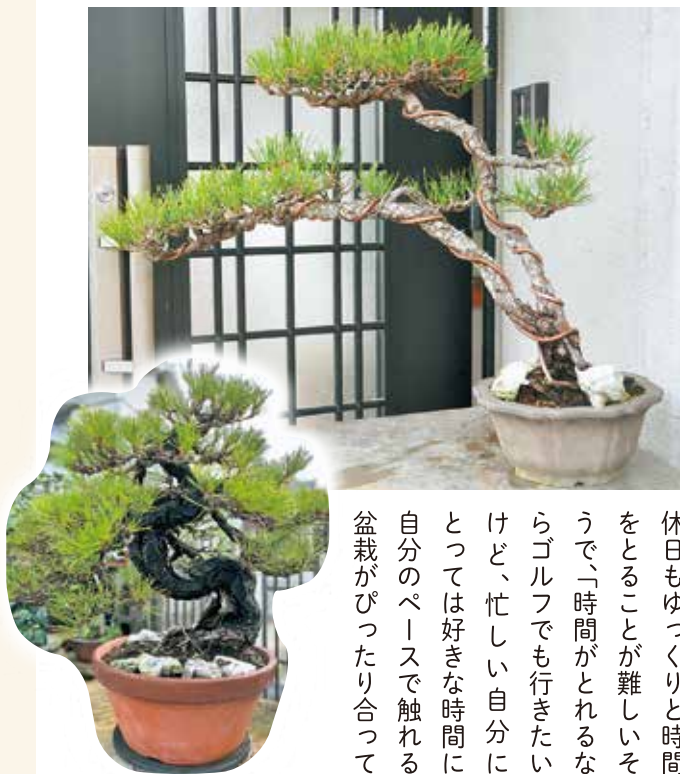 休日もゆっくりと時間
をとることが難しいそ
うで、「時間がとれるな
らゴルフでも行きたい
けど、忙しい自分に
とっては好きな時間に
自分のペースで触れる
盆栽がぴったり合って